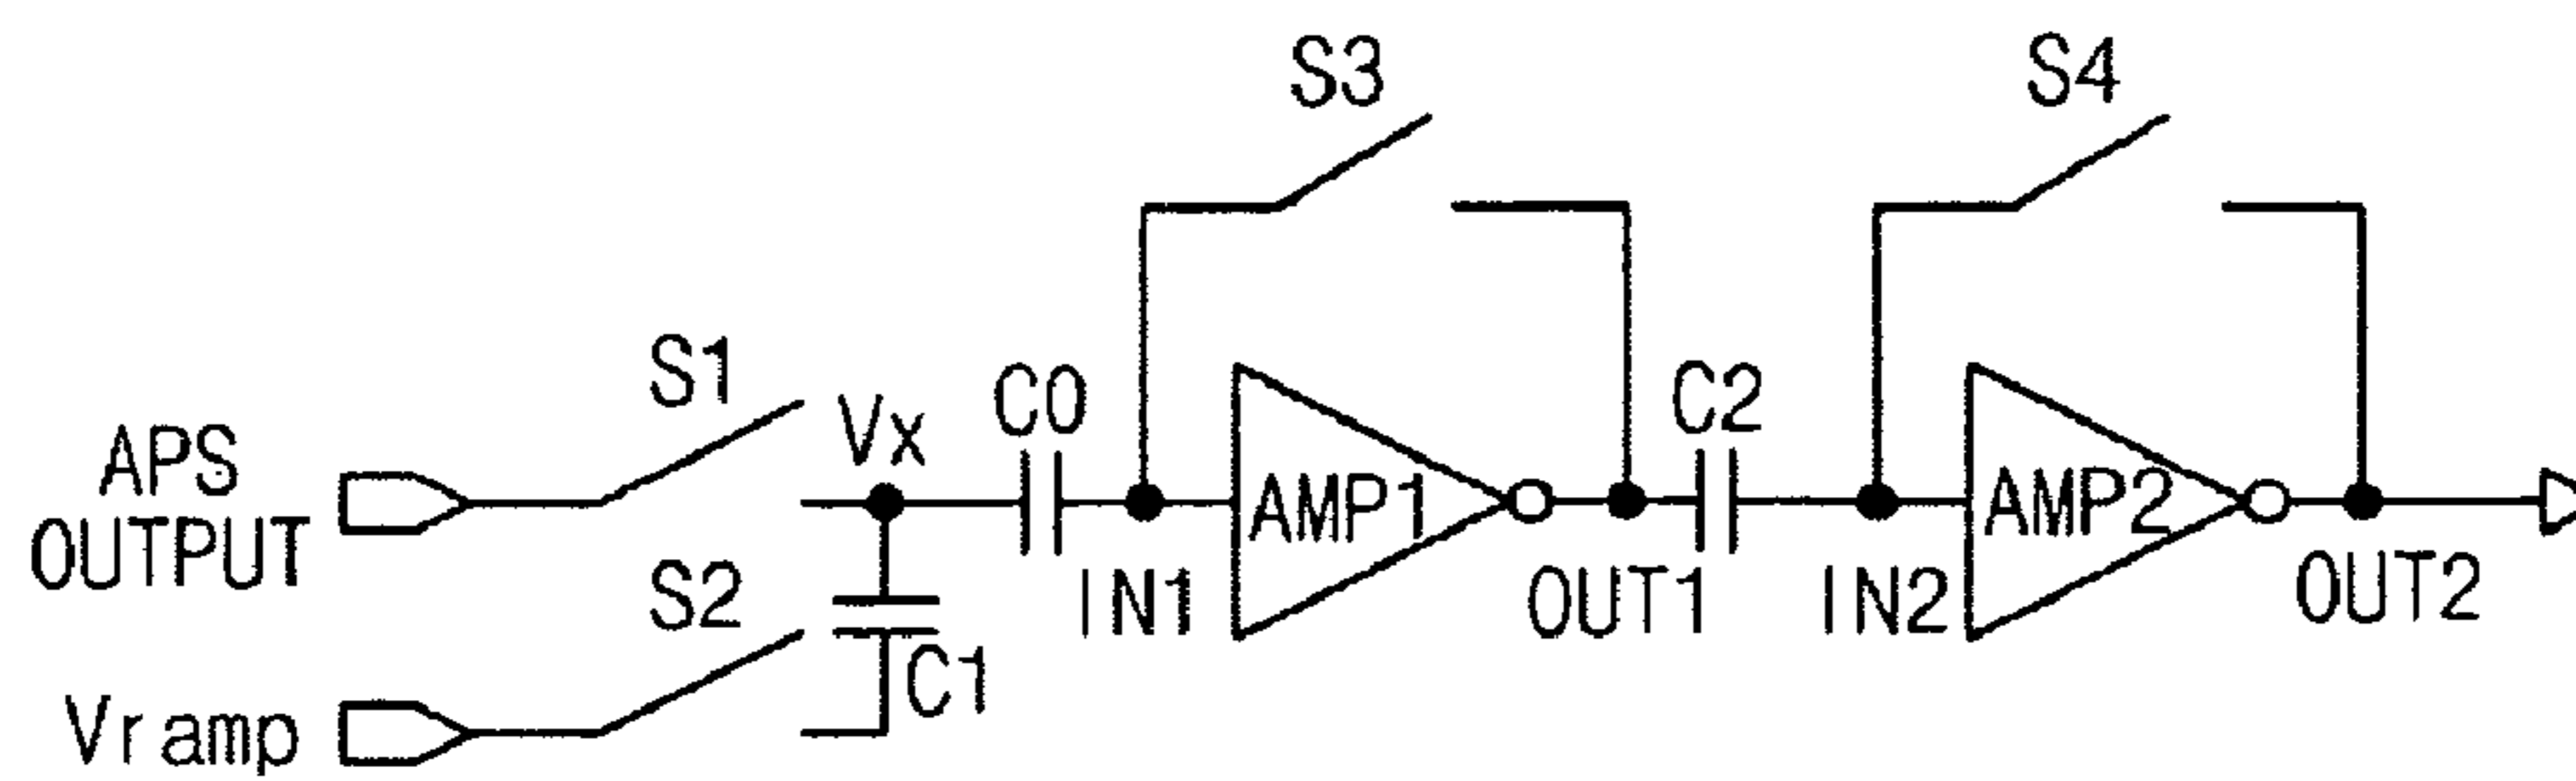 S3
S4
S1
Vx
C0
C2
APS
OUTPUT
AMP1
AMP2
S2
IN1
OUT1
IN2
OUT2
C1
Vramp